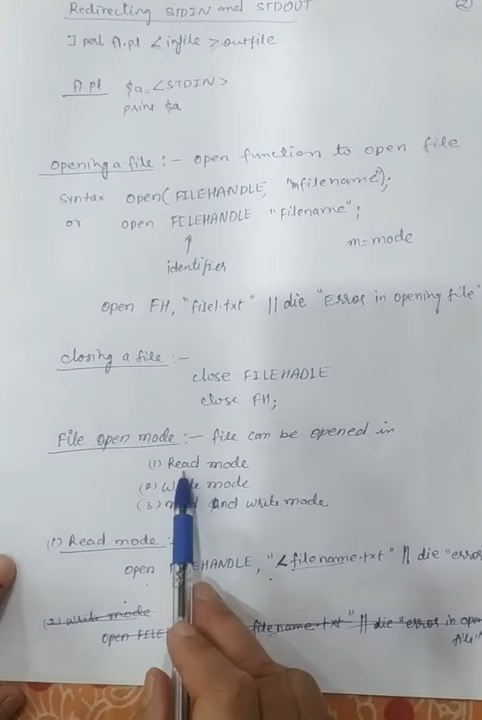 Redirecting STDIN and STDOUT
(2)
] perl A.pl < infile > outfile
A.pl $a = <STDIN>
print $a
Opening a file :- open function to open file
Syntax open( FILEHANDLE, "mfilename");
or open FILEHANDLE "filename";
↑ m = mode
identifier
open FH, "file1.txt" || die "Error in opening file"
Closing a file :-
close FILEHADLE
close FH;
File open mode :- file can be opened in
(1) Read mode
(2) mode
(3) and write mode
(1) Read mode :
open HANDLE, "<filename.txt" || die "error
(2) write mode
open FILE filename.txt" || die "error in open
file"